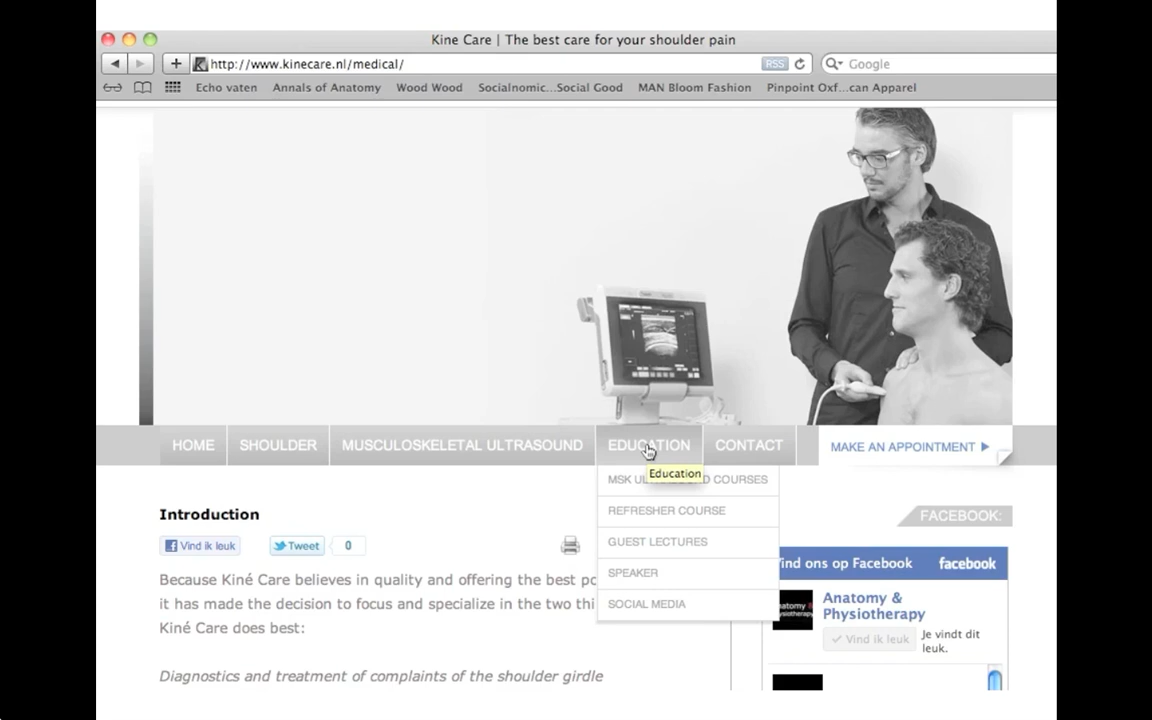 Kine Care | The best care for your shoulder pain
http://www.kinecare.nl/medical/
RSS
Google
Echo vaten
Annals of Anatomy
Wood Wood
Socialnomic...Social Good
MAN Bloom Fashion
Pinpoint Oxf...can Apparel
HOME
SHOULDER
MUSCULOSKELETAL ULTRASOUND
EDUCATION
CONTACT
MAKE AN APPOINTMENT
Education
MSK UL D COURSES
REFRESHER COURSE
GUEST LECTURES
SPEAKER
SOCIAL MEDIA
Introduction
Vind ik leuk
Tweet
0
Because Kiné Care believes in quality and offering the best po
it has made the decision to focus and specialize in the two thi
Kiné Care does best:
Diagnostics and treatment of complaints of the shoulder girdle
FACEBOOK:
ind ons op Facebook
facebook
Anatomy &
Physiotherapy
Vind ik leuk
Je vindt dit
leuk.